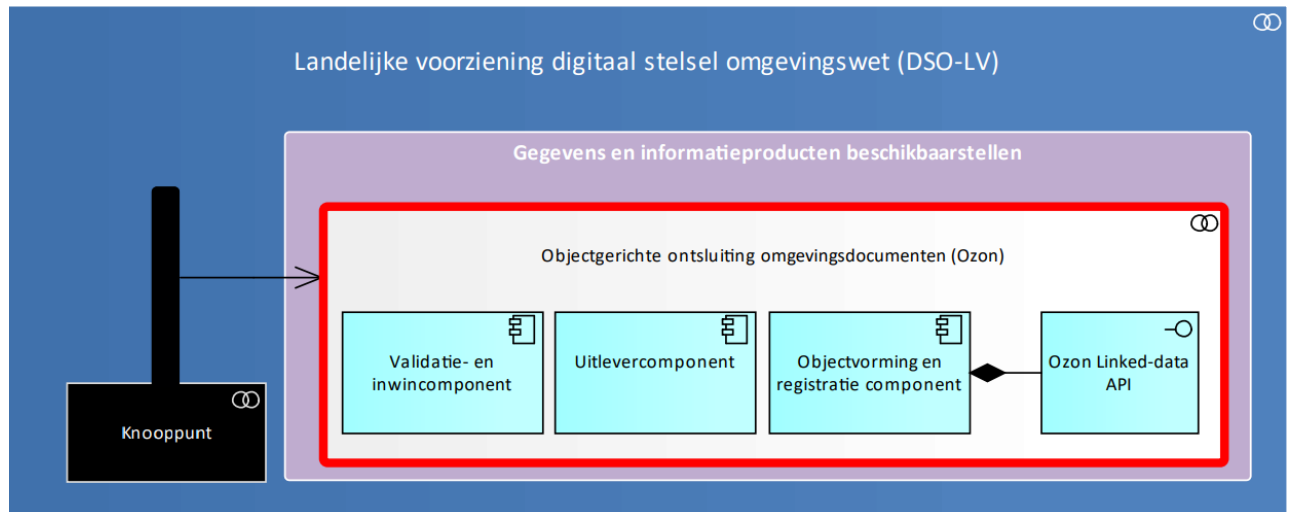 Landelijke voorziening digitaal stelsel omgevingswet (DSO-LV)
Gegevens en informatieproducten beschikbaarstellen
Objectgerichte ontsluiting omgevingsdocumenten (Ozon)
Validatie- en
inwincomponent
Uitlevercomponent
Objectvorming en
registratie component
Ozon Linked-data
API
Knooppunt